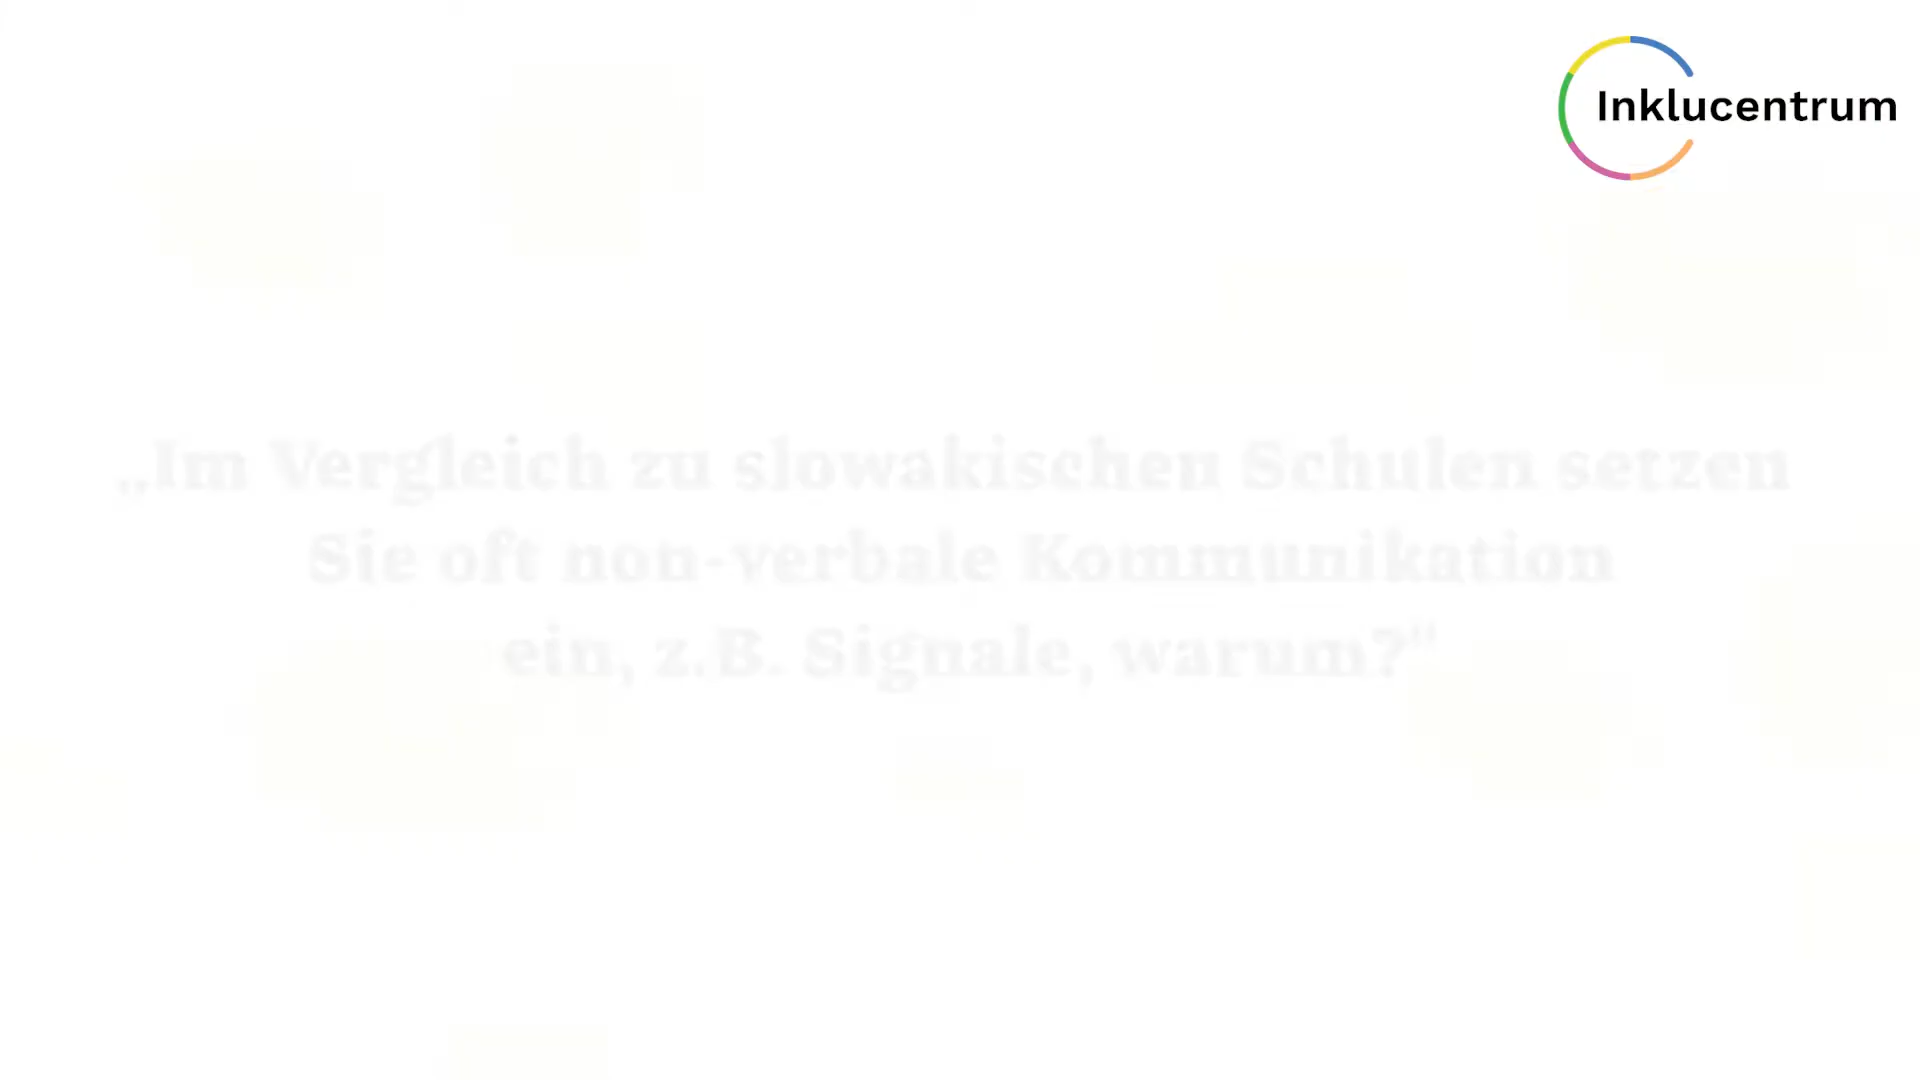 Inklucentrum
„Im Vergleich zu slowakischen Schulen setzen
Sie oft non-verbale Kommunikation
ein, z.B. Signale, warum?"